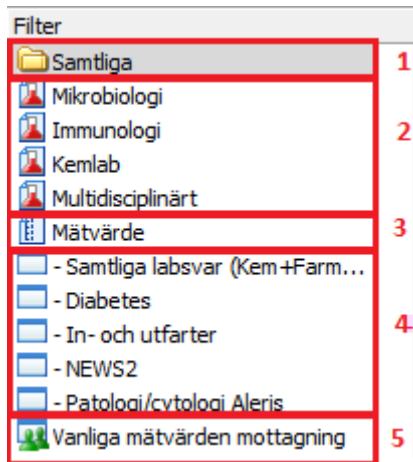 Filter
Samtliga 1
Mikrobiologi
Immunologi 2
Kemlab
Multidisciplinärt
Mätvärde 3
- Samtliga labsvar (Kem+Farm...
- Diabetes
- In- och utfarter 4
- NEWS2
- Patologi/cytologi Aleris
Vanliga mätvärden mottagning 5